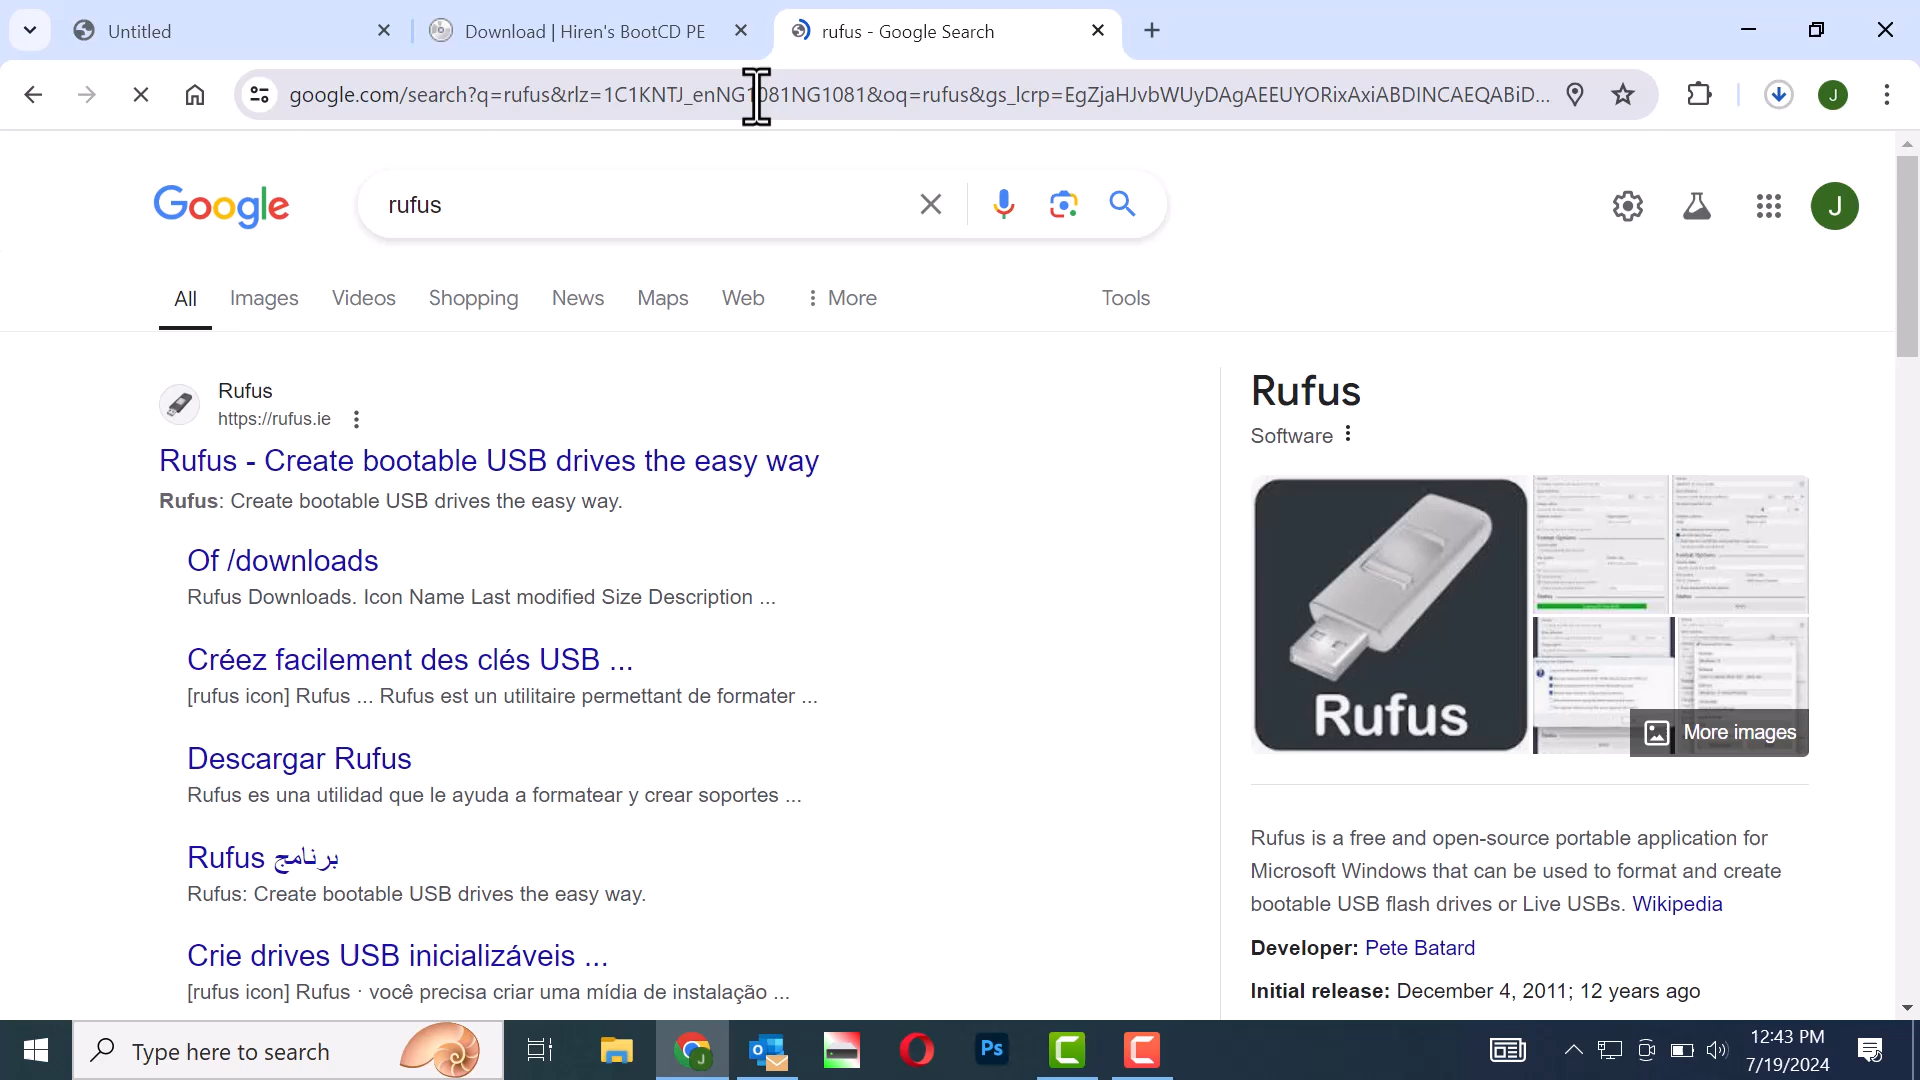 Untitled
Download | Hiren's BootCD PE
rufus - Google Search
google.com/search?q=rufus&rlz=1C1KNTJ_enNG1081NG1081&oq=rufus&gs_lcrp=EgZjaHJvbWUyDAgAEEUYORixAxiABDINCAEQABiD...
J
Google
rufus
J
All
Images
Videos
Shopping
News
Maps
Web
More
Tools
Rufus
https://rufus.ie
Rufus - Create bootable USB drives the easy way
Rufus: Create bootable USB drives the easy way.
Of /downloads
Rufus Downloads. Icon Name Last modified Size Description ...
Créez facilement des clés USB ...
[rufus icon] Rufus ... Rufus est un utilitaire permettant de formater ...
Descargar Rufus
Rufus es una utilidad que le ayuda a formatear y crear soportes ...
Rufus برنامج
Rufus: Create bootable USB drives the easy way.
Crie drives USB inicializáveis ...
[rufus icon] Rufus · você precisa criar uma mídia de instalação ...
Rufus
Software
Rufus
More images
Rufus is a free and open-source portable application for
Microsoft Windows that can be used to format and create
bootable USB flash drives or Live USBs. Wikipedia
Developer: Pete Batard
Initial release: December 4, 2011; 12 years ago
Type here to search
J
Ps
12:43 PM
7/19/2024